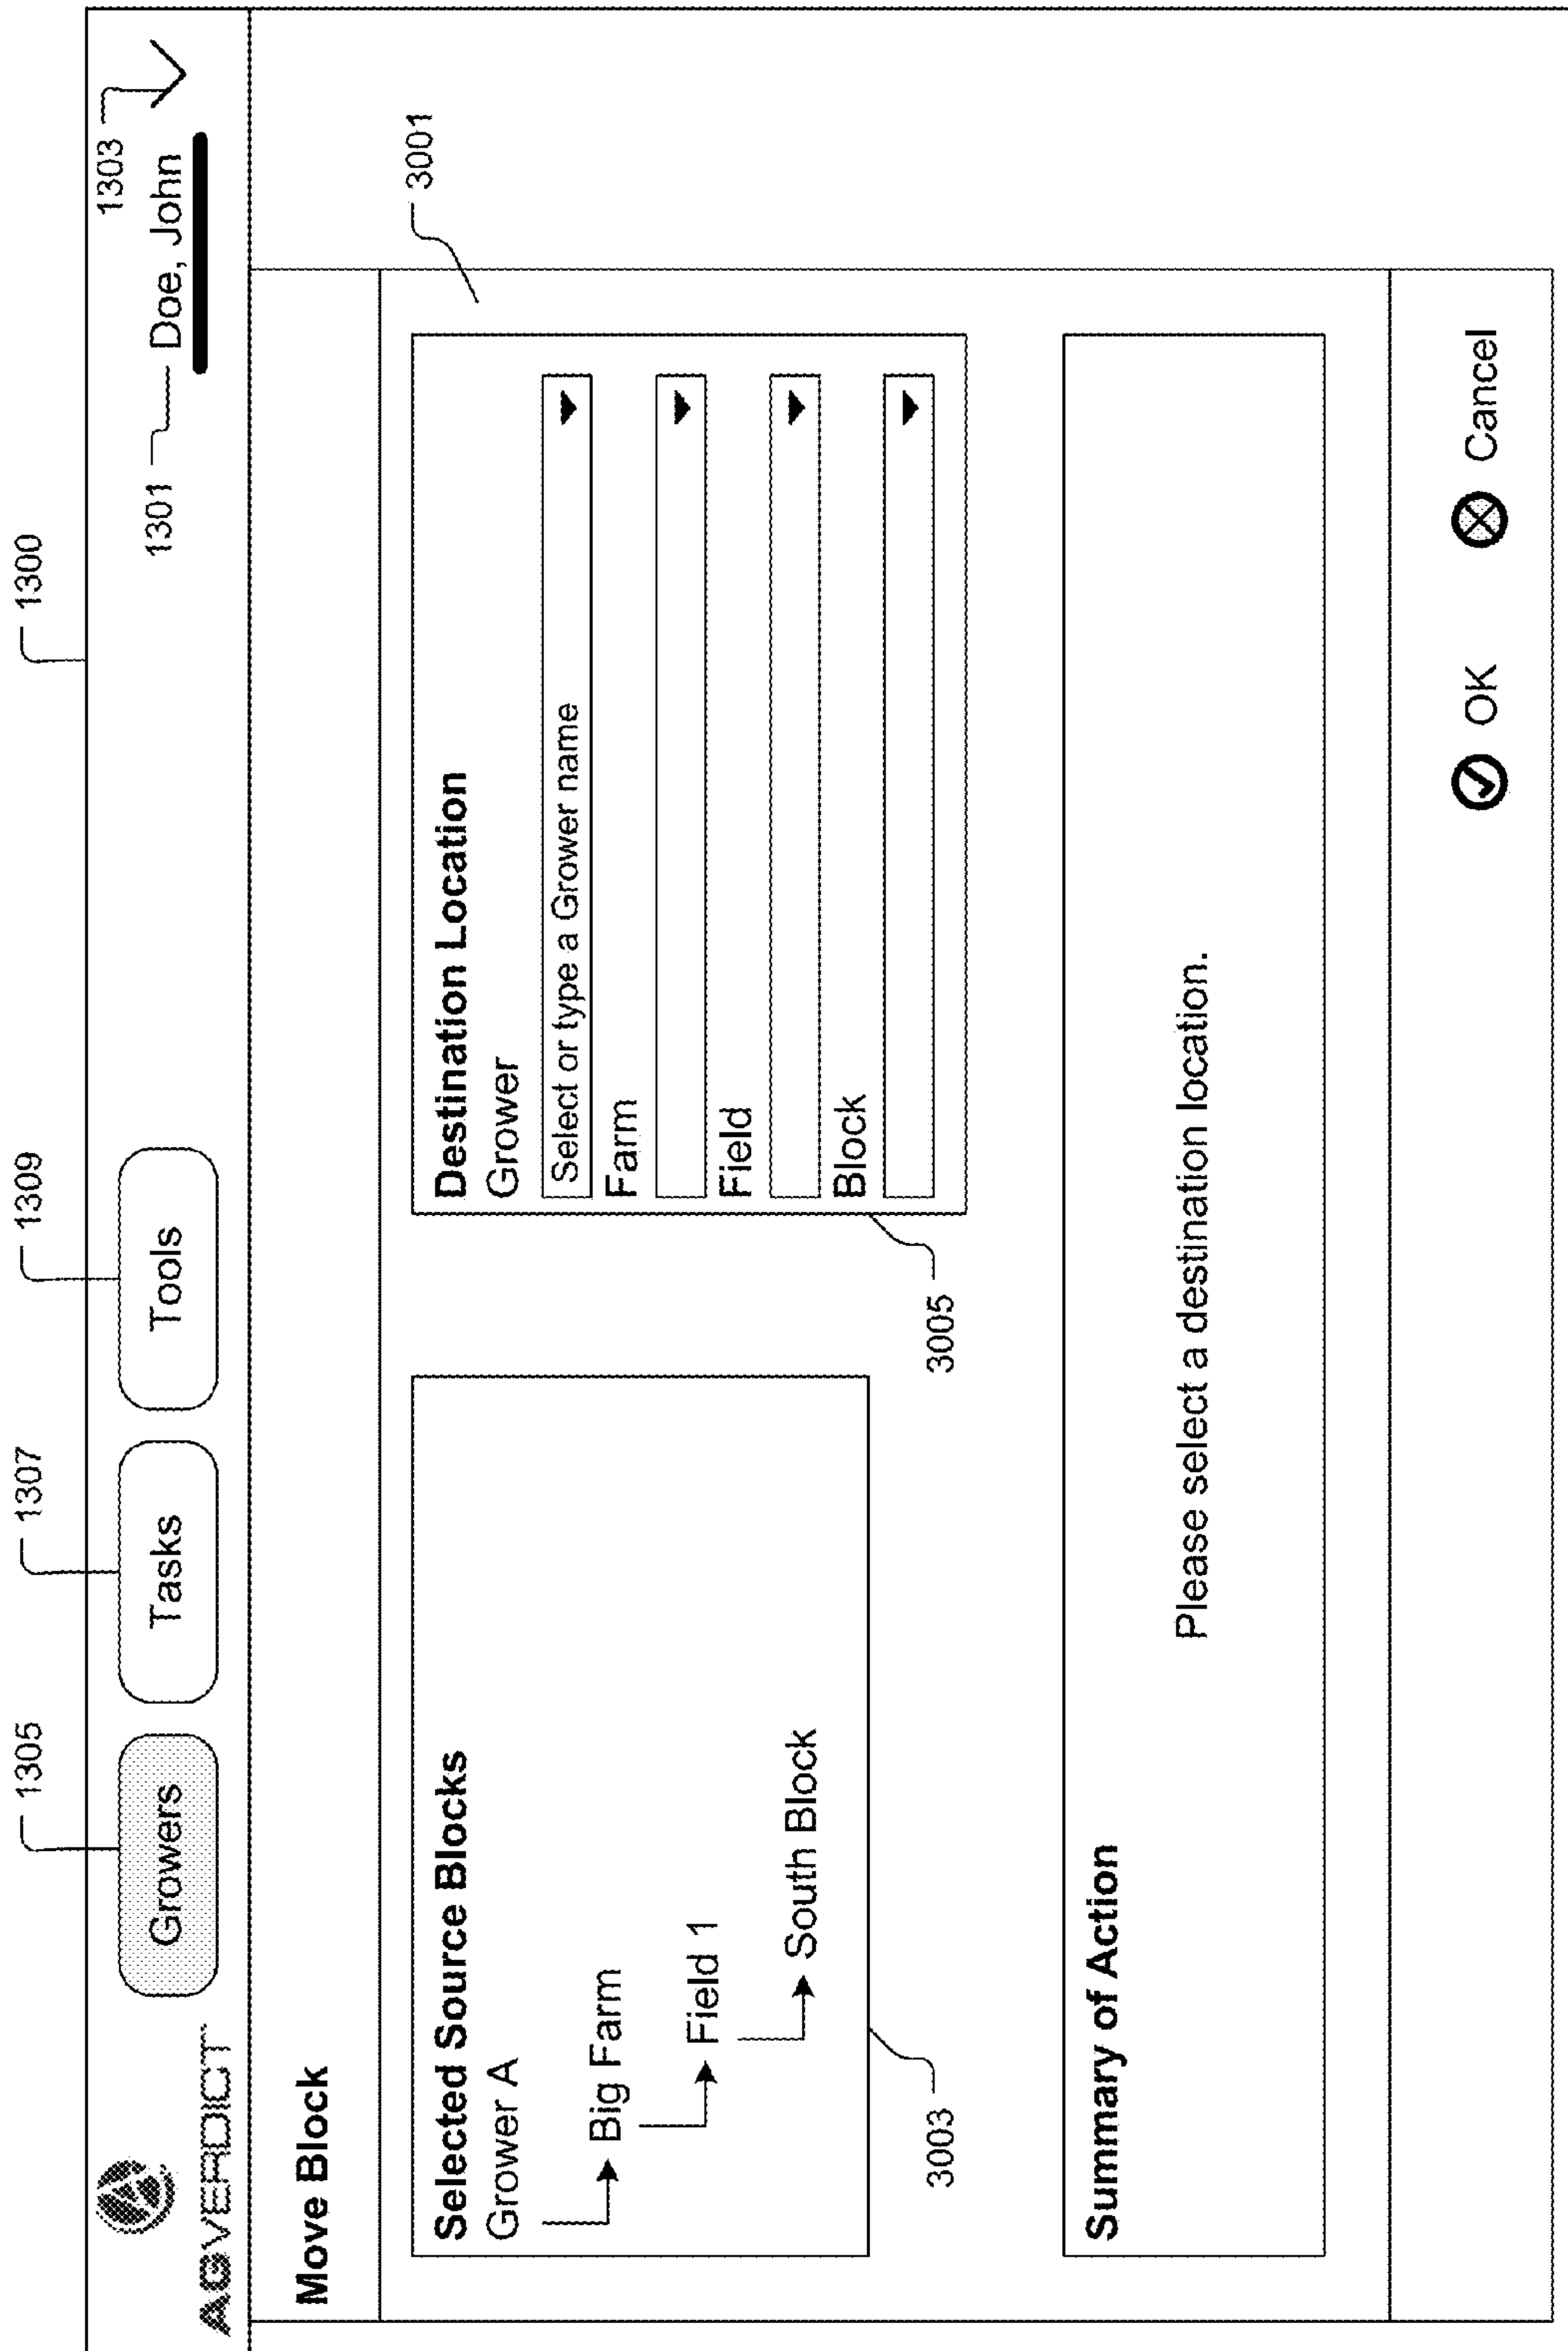 1300
1305
1307
1309
1303
1301
AGVERDICT
Growers
Tasks
Tools
Doe, John
Move Block
3001
Selected Source Blocks
Grower A
Big Farm
Field 1
South Block
3003
Destination Location
Grower
Select or type a Grower name
Farm
Field
Block
3005
Summary of Action
Please select a destination location.
OK
Cancel